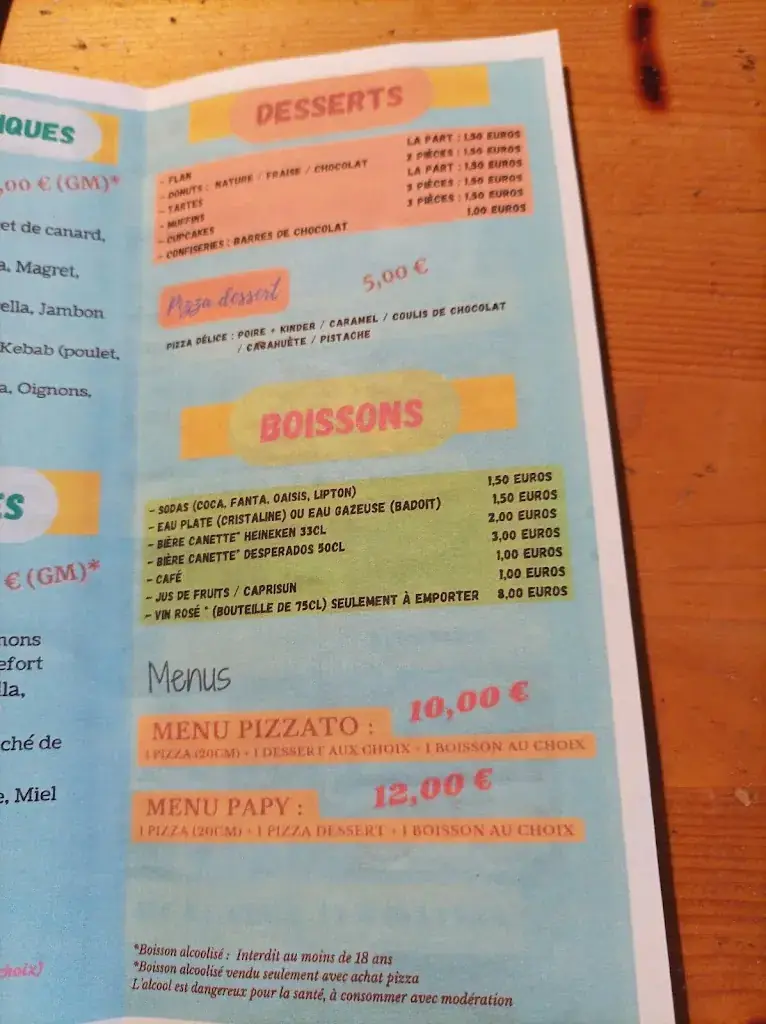 IQUES
,00 € (GM)*
et de canard,
a, Magret,
ella, Jambon
Kebab (poulet,
a, Oignons,
ES
€ (GM)*
nons
efort
lla,
ché de
e, Miel
choix)
DESSERTS
- FLAN LA PART : 1,50 EUROS
- DONUTS : NATURE / FRAISE / CHOCOLAT 2 PIÈCES : 1,50 EUROS
- TARTES LA PART : 1,50 EUROS
- MUFFINS 3 PIÈCES : 1,50 EUROS
- CUPCAKES 3 PIÈCES : 1,50 EUROS
- CONFISERIES : BARRES DE CHOCOLAT 1,00 EUROS
Pizza dessert 5,00 €
PIZZA DÉLICE : POIRE + KINDER / CARAMEL / COULIS DE CHOCOLAT
/ CACAHUÈTE / PISTACHE
BOISSONS
- SODAS (COCA, FANTA, OAISIS, LIPTON) 1,50 EUROS
- EAU PLATE (CRISTALINE) OU EAU GAZEUSE (BADOIT) 1,50 EUROS
- BIÈRE CANETTE* HEINEKEN 33CL 2,00 EUROS
- BIÈRE CANETTE* DESPERADOS 50CL 3,00 EUROS
- CAFÉ 1,00 EUROS
- JUS DE FRUITS / CAPRISUN 1,00 EUROS
- VIN ROSÉ * (BOUTEILLE DE 75CL) SEULEMENT À EMPORTER 8,00 EUROS
Menus
MENU PIZZATO : 10,00 €
1 PIZZA (20CM) + 1 DESSERT AUX CHOIX + 1 BOISSON AU CHOIX
MENU PAPY : 12,00 €
1 PIZZA (20CM) + 1 PIZZA DESSERT + 1 BOISSON AU CHOIX
*Boisson alcoolisé : Interdit au moins de 18 ans
*Boisson alcoolisé vendu seulement avec achat pizza
L'alcool est dangereux pour la santé, à consommer avec modération